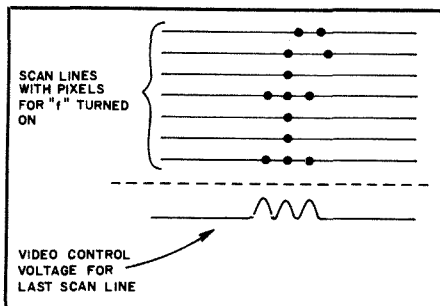 SCAN LINES
WITH PIXELS
FOR "f" TURNED
ON
VIDEO CONTROL
VOLTAGE FOR
LAST SCAN LINE